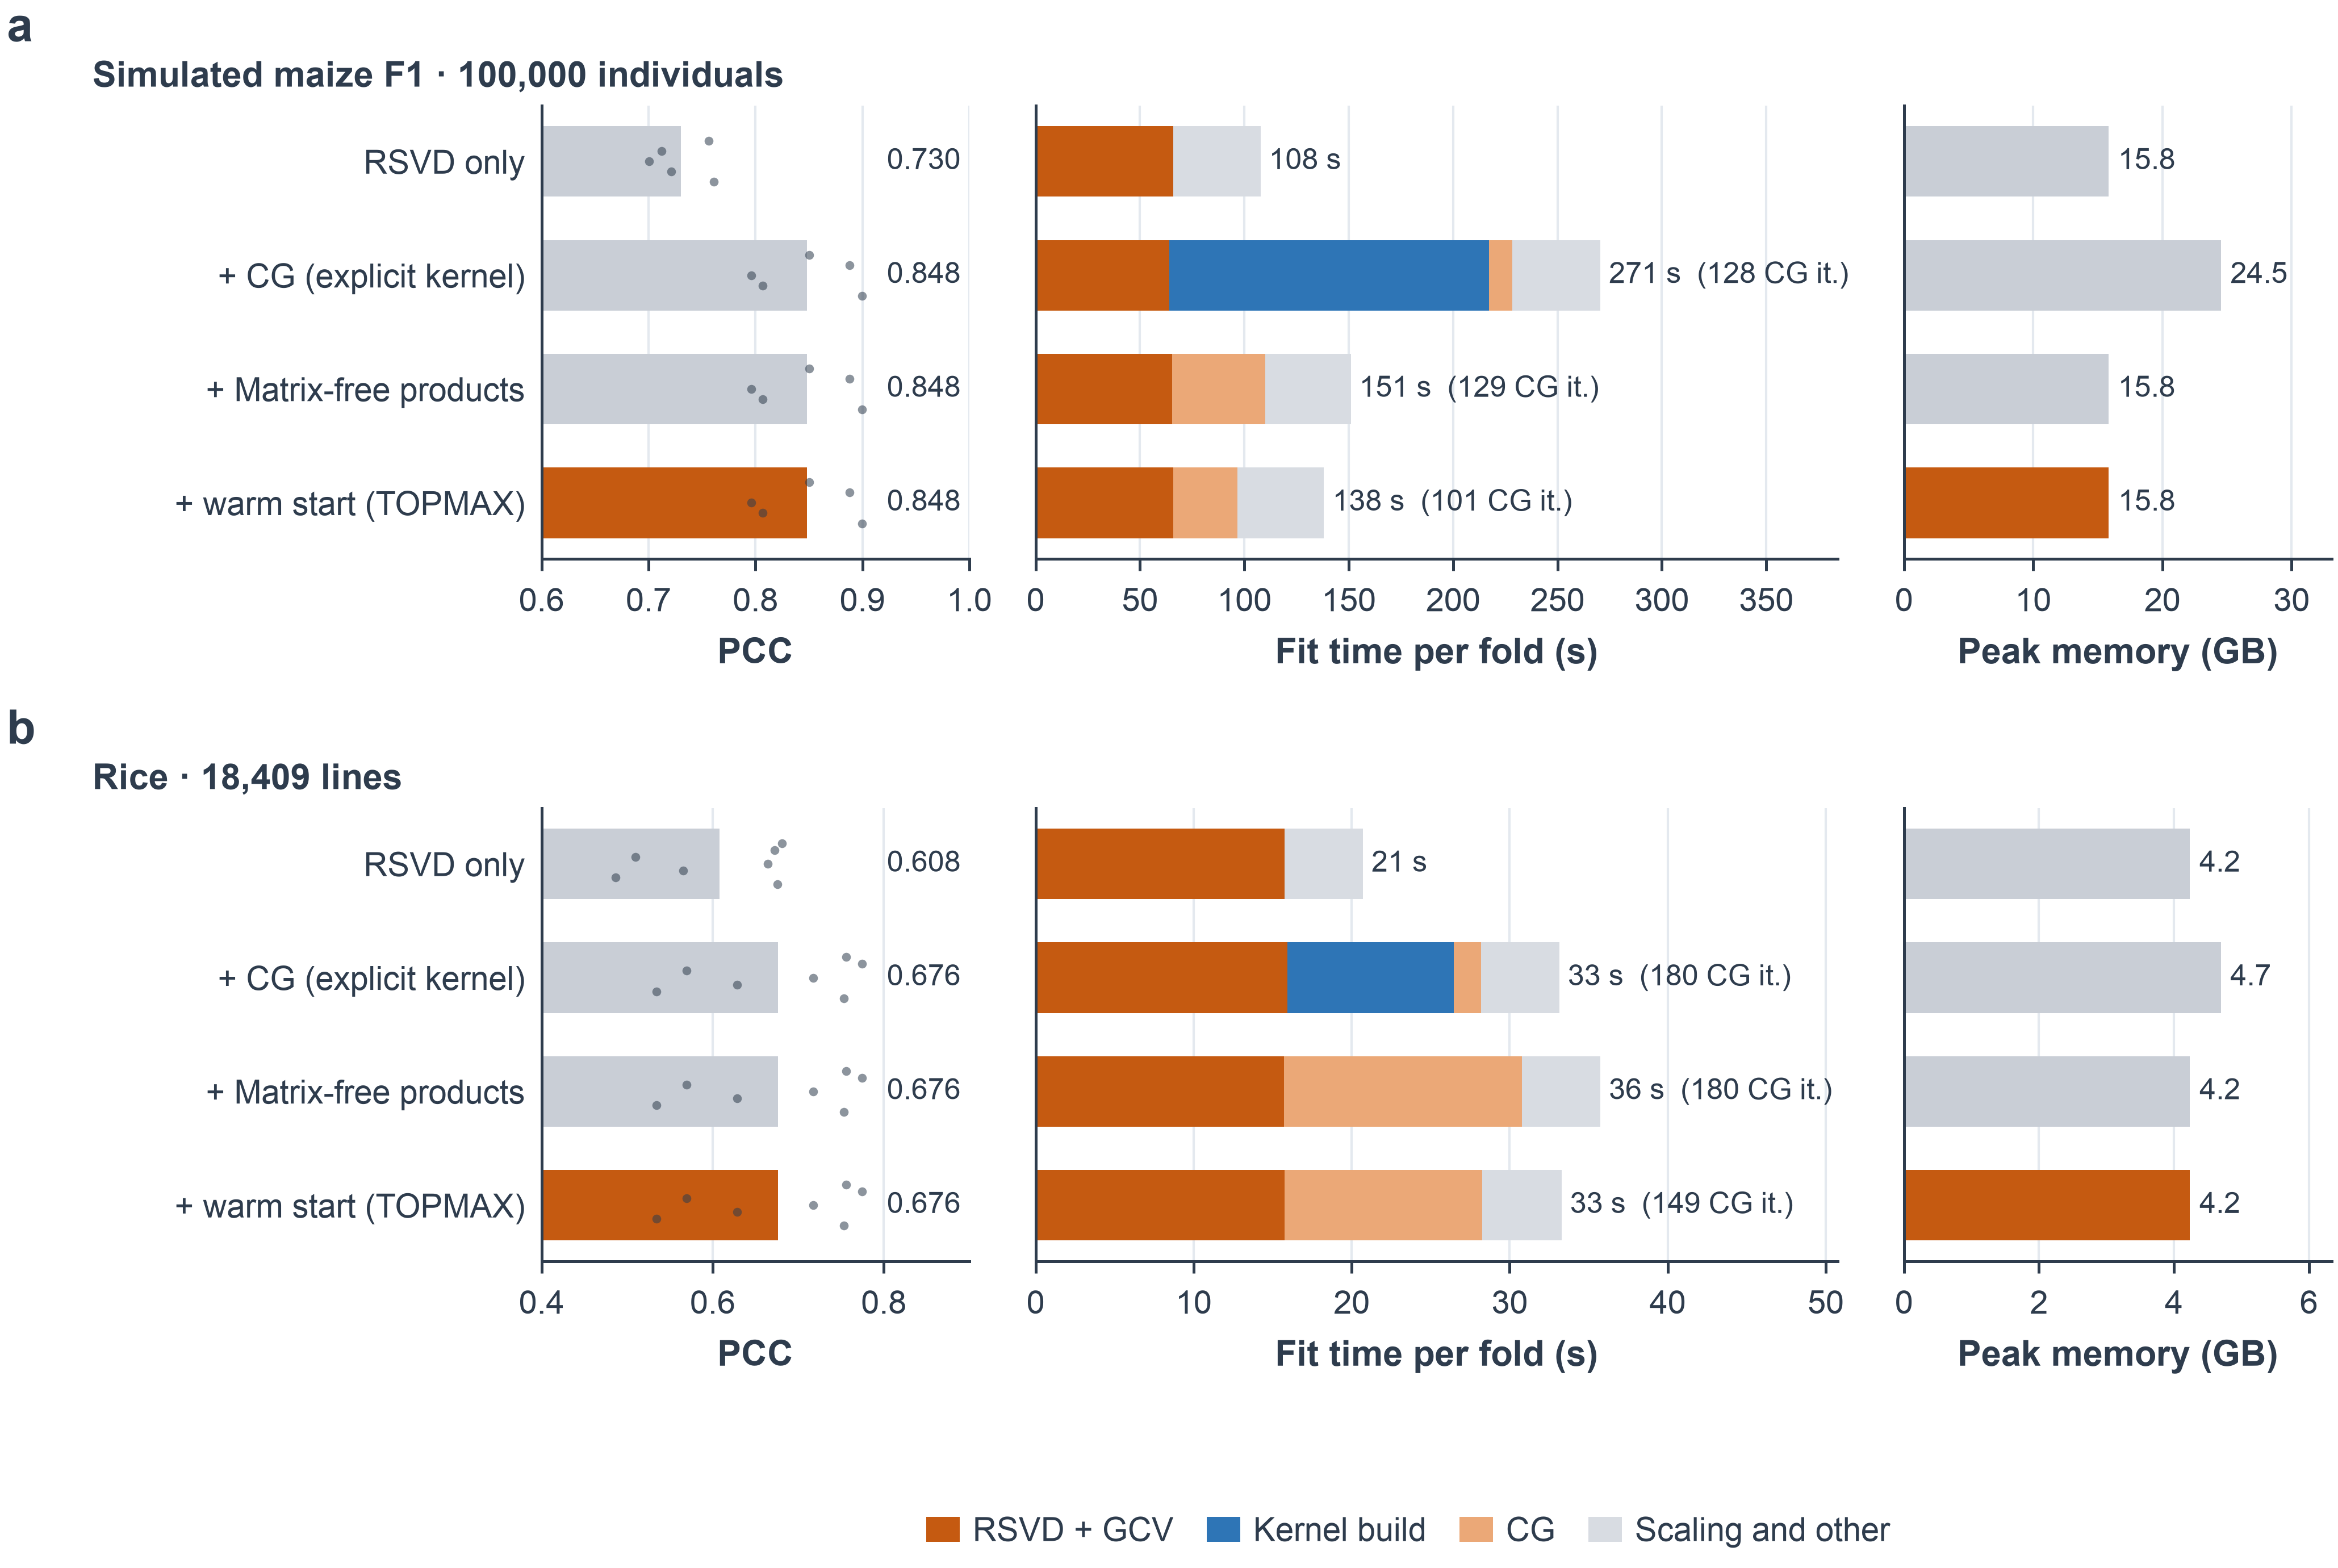 a
Simulated maize F1 · 100,000 individuals
RSVD only
0.730
108 s
15.8
+ CG (explicit kernel)
0.848
271 s (128 CG it.)
24.5
+ Matrix-free products
0.848
151 s (129 CG it.)
15.8
+ warm start (TOPMAX)
0.848
138 s (101 CG it.)
15.8
0.6 0.7 0.8 0.9 1.0
0 50 100 150 200 250 300 350
0 10 20 30
PCC
Fit time per fold (s)
Peak memory (GB)
b
Rice · 18,409 lines
RSVD only
0.608
21 s
4.2
+ CG (explicit kernel)
0.676
33 s (180 CG it.)
4.7
+ Matrix-free products
0.676
36 s (180 CG it.)
4.2
+ warm start (TOPMAX)
0.676
33 s (149 CG it.)
4.2
0.4 0.6 0.8
0 10 20 30 40 50
0 2 4 6
PCC
Fit time per fold (s)
Peak memory (GB)
RSVD + GCV Kernel build CG Scaling and other